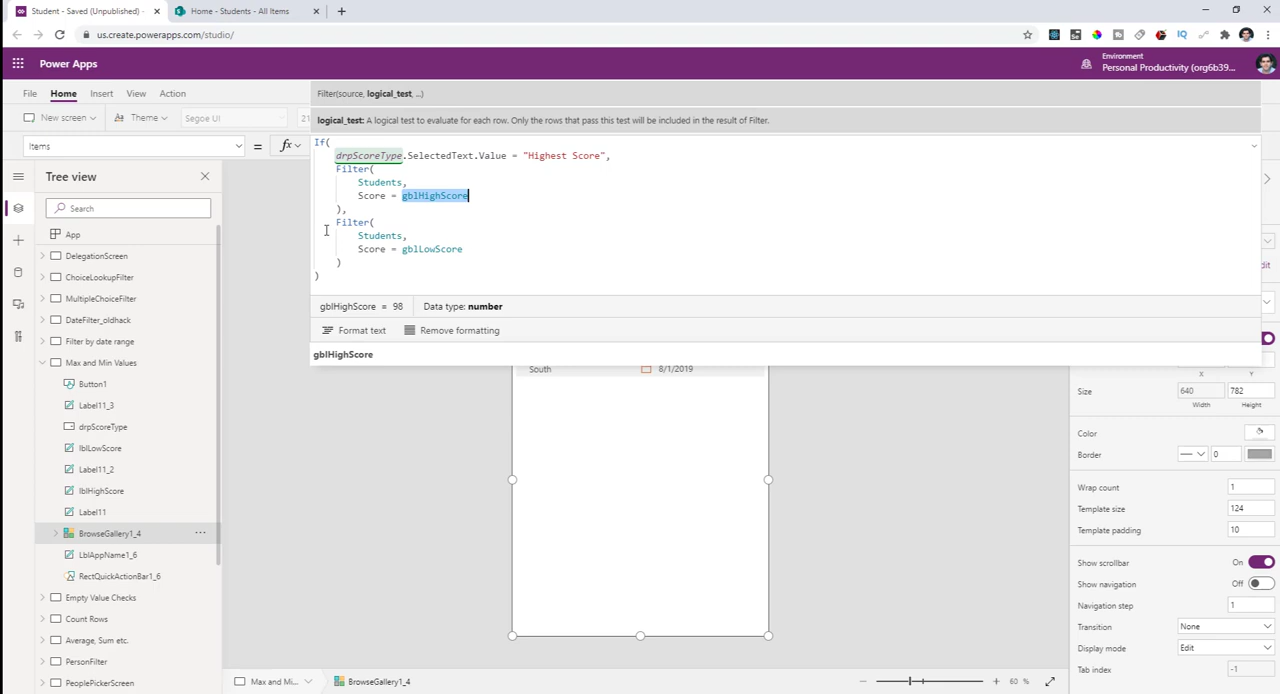 Student - Saved (Unpublished) -
Home - Students - All Items
us.create.powerapps.com/studio/
Power Apps
Environment
Personal Productivity (org6b39...
File Home Insert View Action
Filter(source, logical_test, ...)
New screen
Theme
Segoe UI
21
logical_test: A logical test to evaluate for each row. Only the rows that pass this test will be included in the result of Filter.
Items
=
fx
If(
drpScoreType.SelectedText.Value = "Highest Score",
Filter(
Students,
Score = gblHighScore
),
Filter(
Students,
Score = gblLowScore
)
)
gblHighScore = 98 Data type: number
Format text
Remove formatting
gblHighScore
Tree view
Search
App
DelegationScreen
ChoiceLookupFilter
MultipleChoiceFilter
DateFilter_oldhack
Filter by date range
Max and Min Values
Button1
Label11_3
drpScoreType
lblLowScore
Label11_2
lblHighScore
Label11
BrowseGallery1_4
LblAppName1_6
RectQuickActionBar1_6
Empty Value Checks
Count Rows
Average, Sum etc.
PersonFilter
PeoplePickerScreen
South
8/1/2019
X Y
Size 640 782
Width Height
Color
Border 0
Wrap count 1
Template size 124
Template padding 10
Show scrollbar On
Show navigation Off
Navigation step 1
Transition None
Display mode Edit
Tab index -1
Max and Mi...
BrowseGallery1_4
60 %